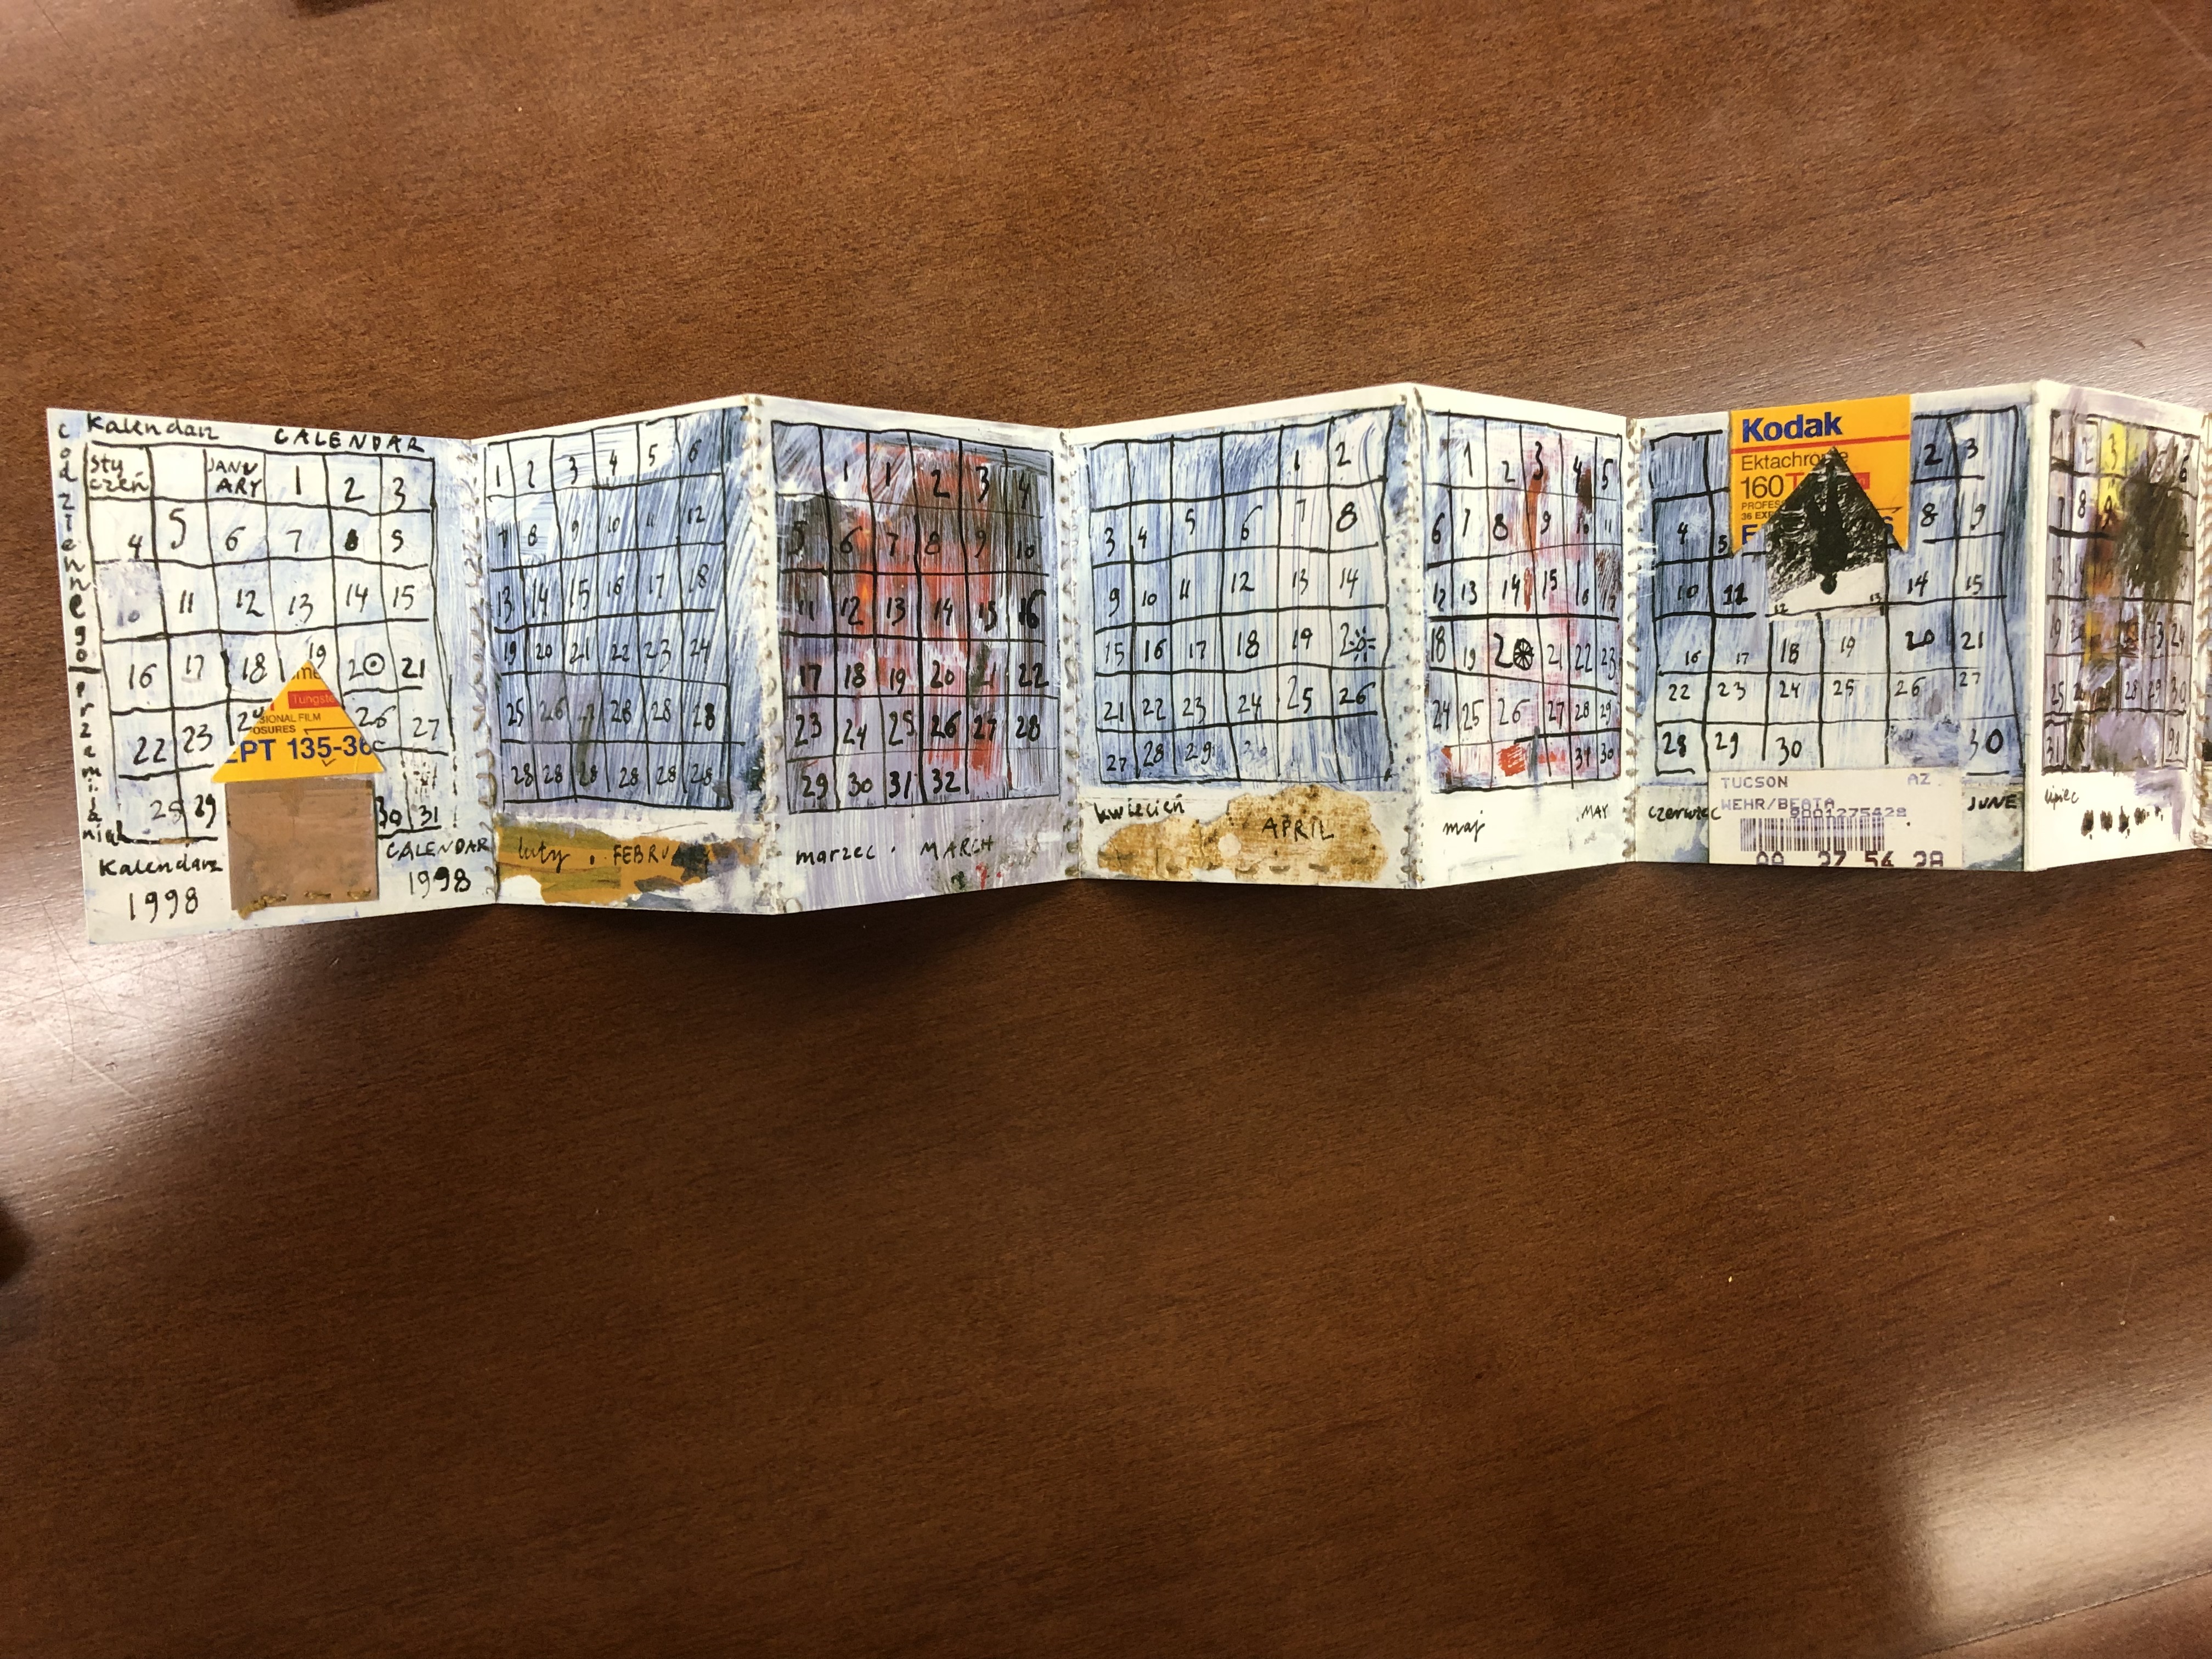 codziennego przemijania
Kalendarz CALENDAR
sty czeń JANU ARY 1 2 3
4 5 6 7 8 9
10 11 12 13 14 15
16 17 18 19 20 21
22 23 26 27
28 29 30 31
Tungste
SIONAL FILM
OSURES
EPT 135-36
Kalendarz
1998
CALENDAR
1998
1 2 3 4 5 6
7 8 9 10 11 12
13 14 15 16 17 18
19 20 21 22 23 24
25 26 27 28 28 28
28 28 28 28 28 28
luty . FEBRU
1 1 2 3 4
5 6 7 8 9 10
11 12 13 14 15 16
17 18 19 20 21 22
23 24 25 26 27 28
29 30 31 32
marzec . MARCH
1 2
3 4 5 6 7 8
9 10 11 12 13 14
15 16 17 18 19 20
21 22 23 24 25 26
27 28 29 30
kwiecień APRIL
1 2 3 4 5
6 7 8 9 10 11
12 13 14 15 16 17
18 19 20 21 22 23
24 25 26 27 28 29
31 30
maj MAY
Kodak
Ektachrome
160T
36 EXP
1 2 3
4 5 8 9
10 11 12 13 14 15
16 17 18 19 20 21
22 23 24 25 26 27
28 29 30 30
czerwiec JUNE
TUCSON AZ
WEHR/BEATA
8001275428
lipiec